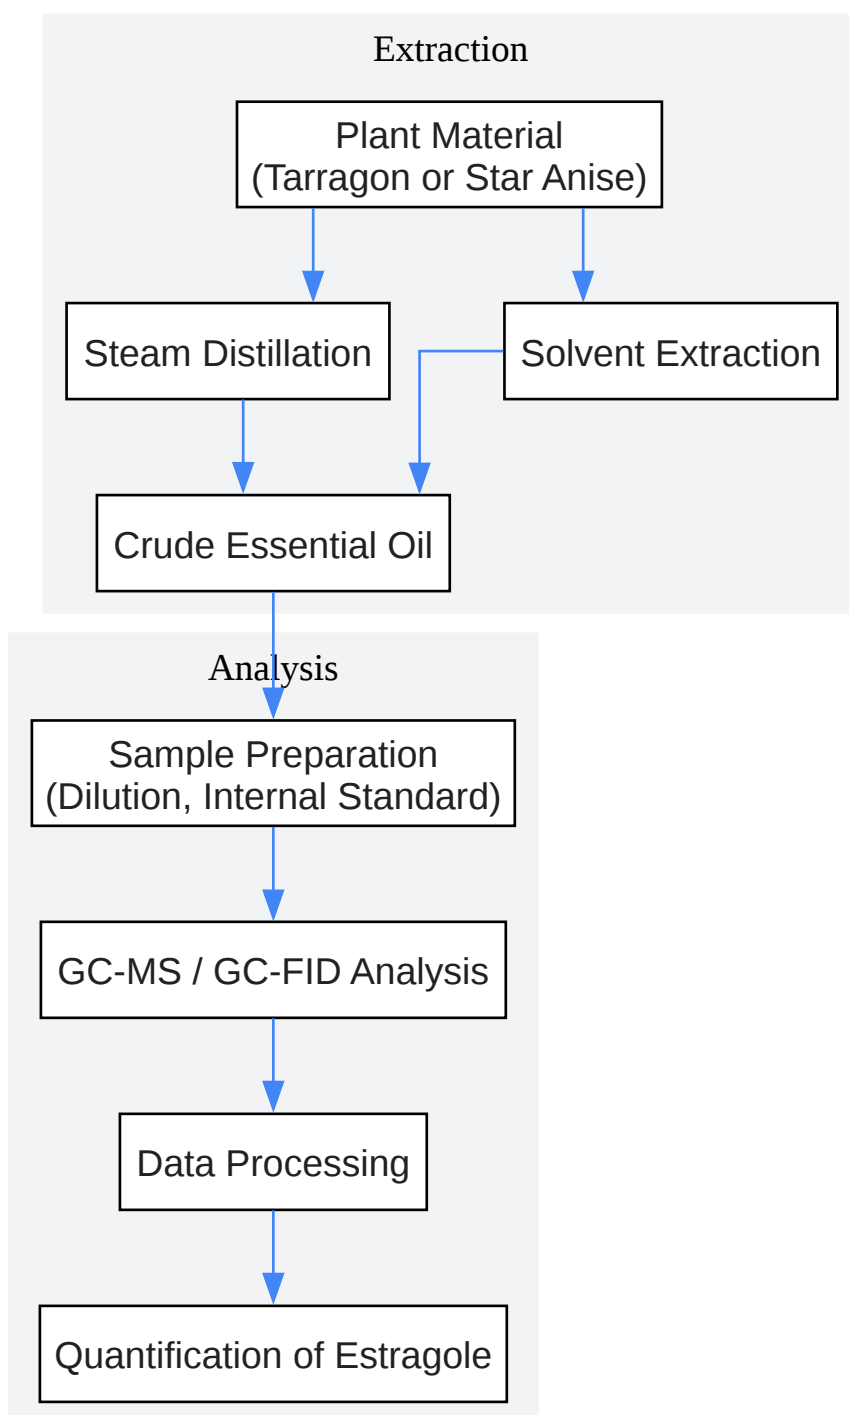 Extraction
Plant Material
(Tarragon or Star Anise)
Steam Distillation
Solvent Extraction
Crude Essential Oil
Analysis
Sample Preparation
(Dilution, Internal Standard)
GC-MS / GC-FID Analysis
Data Processing
Quantification of Estragole